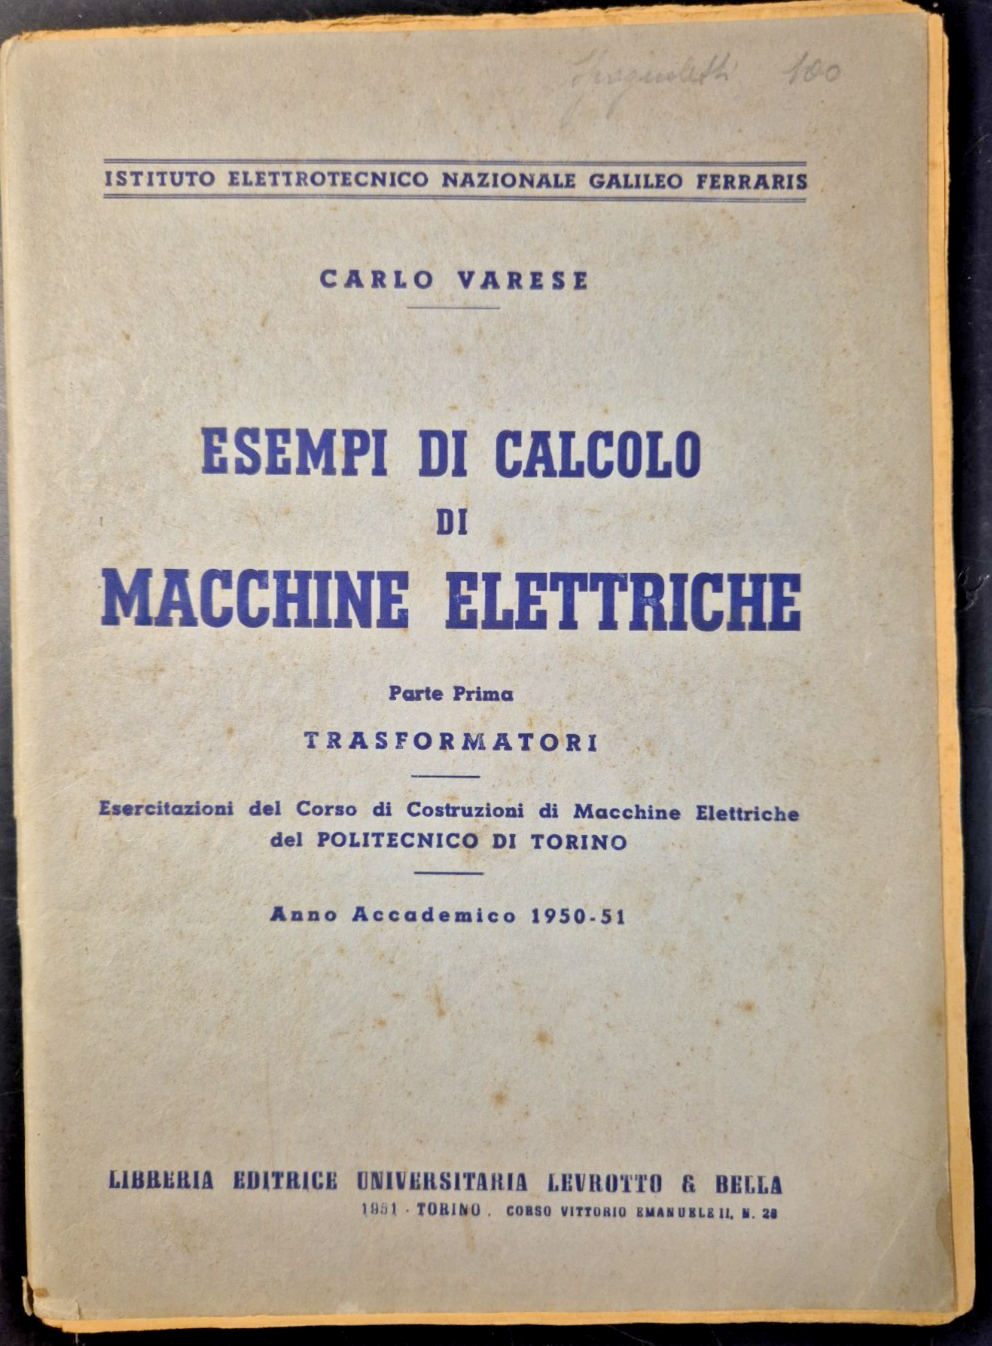 100
ISTITUTO ELETTROTECNICO NAZIONALE GALILEO FERRARIS
CARLO VARESE
ESEMPI DI CALCOLO
DI
MACCHINE ELETTRICHE
Parte Prima
TRASFORMATORI
Esercitazioni del Corso di Costruzioni di Macchine Elettriche
del POLITECNICO DI TORINO
Anno Accademico 1950-51
LIBRERIA EDITRICE UNIVERSITARIA LEVROTTO & BELLA
1951 - TORINO . CORSO VITTORIO EMANUELE II, N. 28